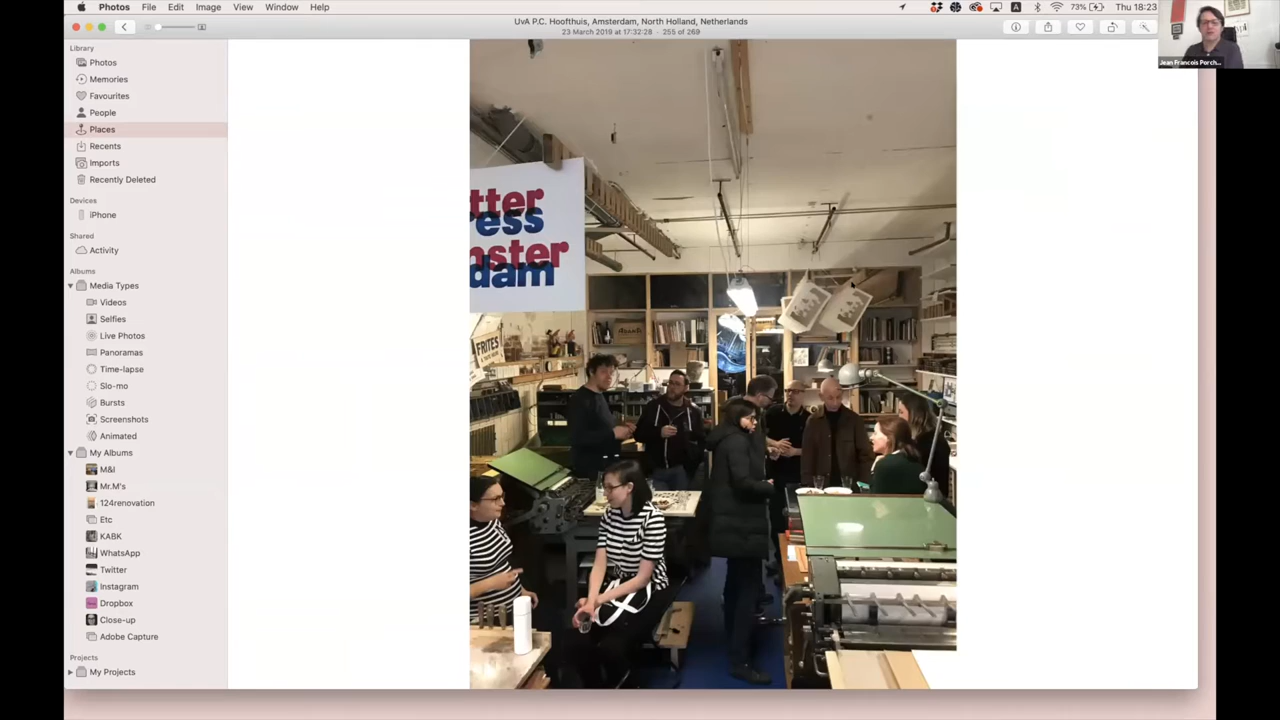 Photos File Edit Image View Window Help
A
73%
Thu 18:23
UvA P.C. Hoofthuis, Amsterdam, North Holland, Netherlands
23 March 2019 at 17:32:28 - 255 of 269
Jean Francois Porch...
Library
Photos
Memories
Favourites
People
Places
Recents
Imports
Recently Deleted
Devices
iPhone
Shared
Activity
Albums
Media Types
Videos
Selfies
Live Photos
Panoramas
Time-lapse
Slo-mo
Bursts
Screenshots
Animated
My Albums
M&I
Mr.M's
124renovation
Etc
KABK
WhatsApp
Twitter
Instagram
Dropbox
Close-up
Adobe Capture
Projects
My Projects
tter
ress
nster
dam
FRITES